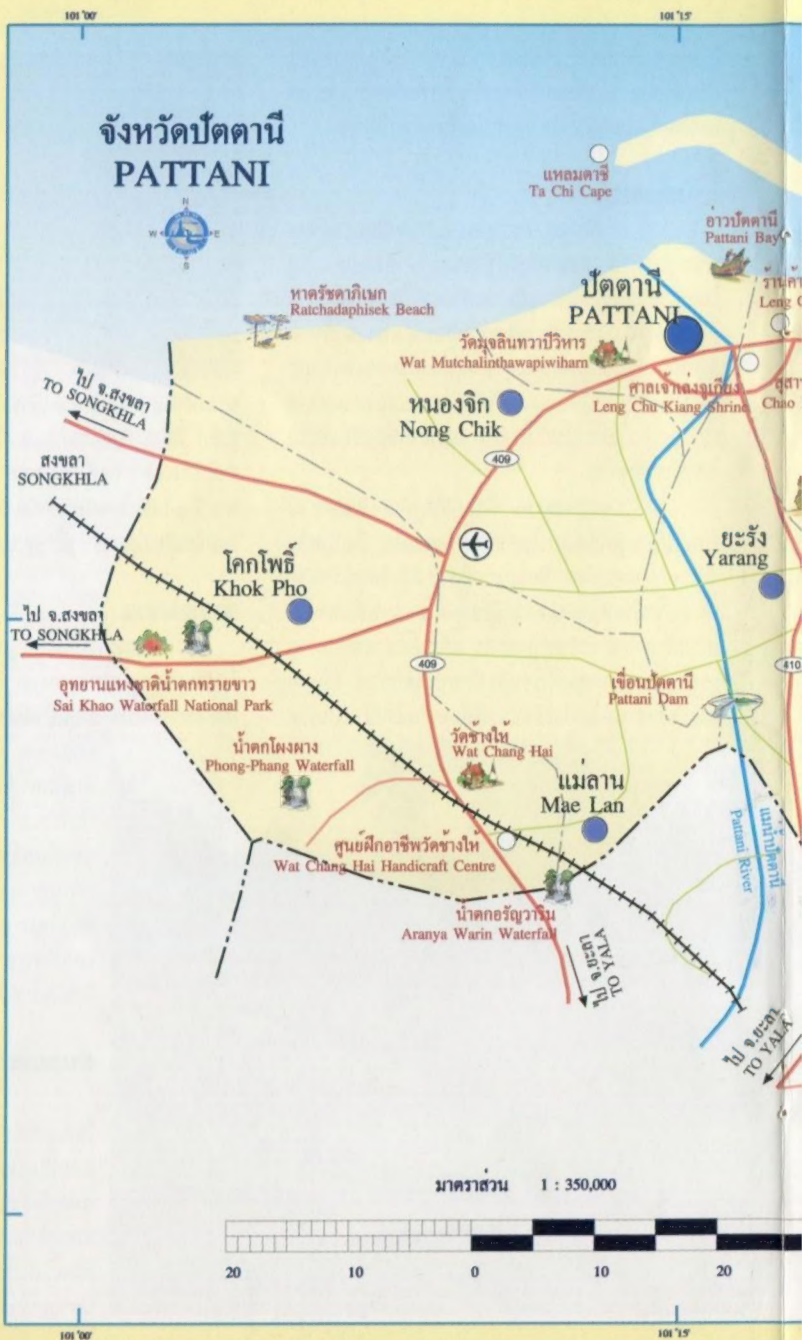 101 °00'
101 °15'
จังหวัดปัตตานี
PATTANI
N
W
E
S
แหลมตาชี
Ta Chi Cape
อ่าวปัตตานี
Pattani Bay
หาดรัชดาภิเษก
Ratchadaphisek Beach
ปัตตานี
PATTANI
Leng
วัดมุจลินทวาปีวิหาร
Wat Mutchalinthawapiwiharn
ไป จ.สงขลา
TO SONGKHLA
หนองจิก
Nong Chik
ศาลเจ้าเล่งจูเกียง
Leng Chu Kiang Shrine
Chao
สงขลา
SONGKHLA
409
โคกโพธิ์
Khok Pho
ยะรัง
Yarang
ไป จ.สงขลา
TO SONGKHLA
409
410
อุทยานแห่งชาติน้ำตกทรายขาว
Sai Khao Waterfall National Park
เขื่อนปัตตานี
Pattani Dam
น้ำตกโผงผาง
Phong-Phang Waterfall
วัดช้างให้
Wat Chang Hai
แม่ลาน
Mae Lan
แม่น้ำปัตตานี
Pattani River
ศูนย์ฝึกอาชีพวัดช้างให้
Wat Chang Hai Handicraft Centre
น้ำตกอรัญวาริน
Aranya Warin Waterfall
ไป จ.ยะลา
TO YALA
ไป จ.ยะลา
TO YALA
มาตราส่วน 1 : 350,000
20 10 0 10 20
101 °00'
101 °15'